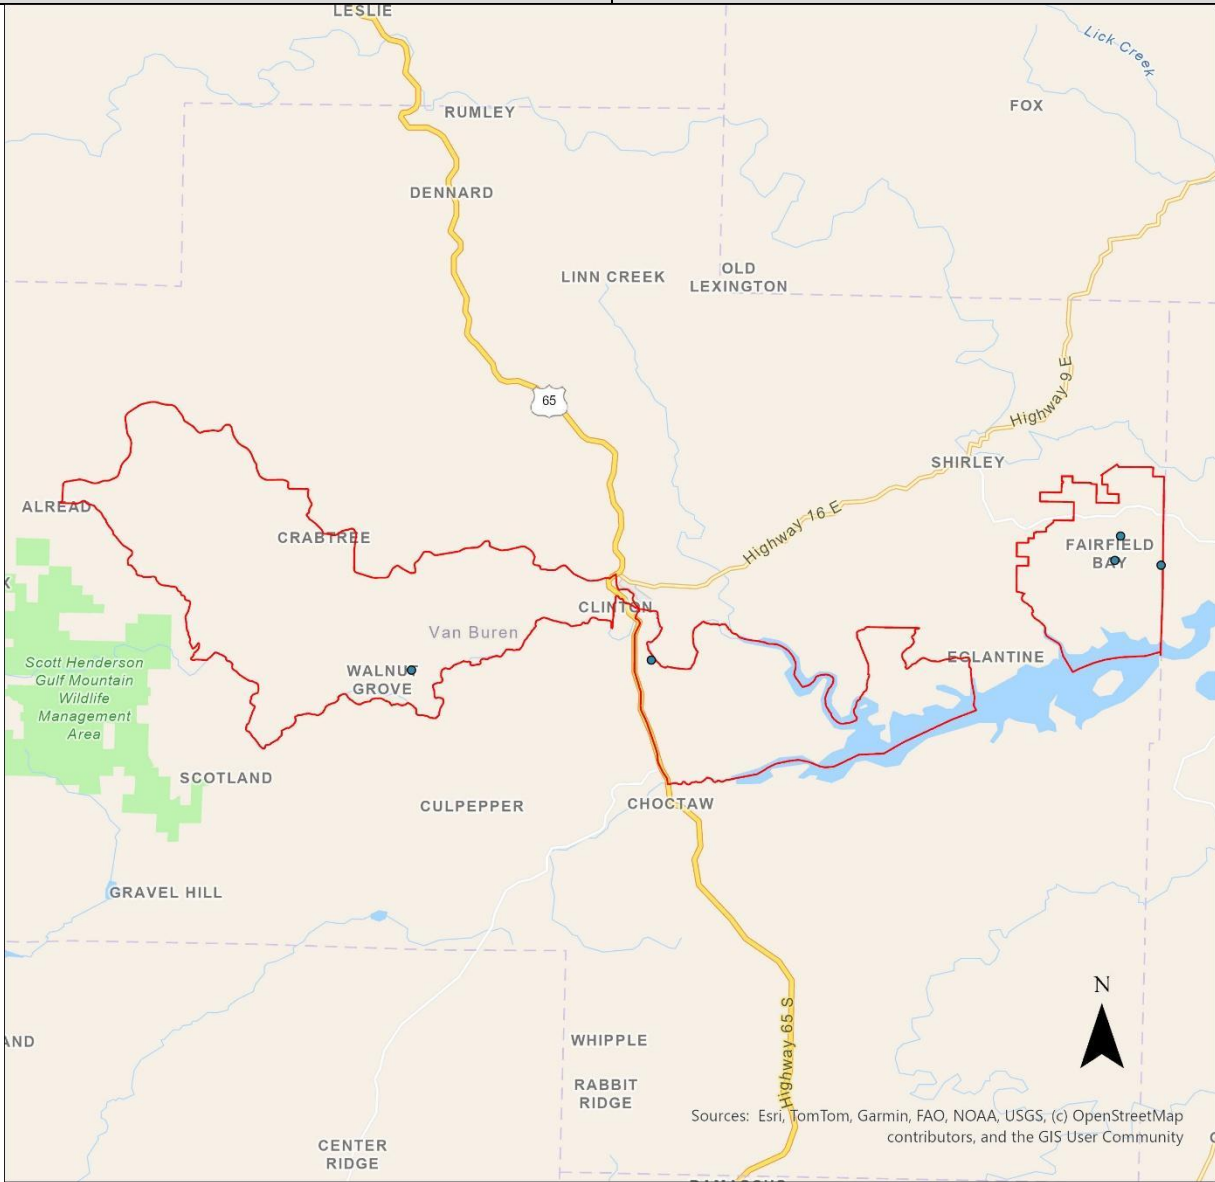 LESLIE
Lick Creek
RUMLEY
FOX
DENNARD
LINN CREEK
OLD
LEXINGTON
65
Highway 9 E
SHIRLEY
ALREAD
Highway 16 E
CRABTREE
FAIRFIELD
BAY
CLINTON
Van Buren
EGLANTINE
Scott Henderson
Gulf Mountain
Wildlife
Management
Area
WALNUT
GROVE
SCOTLAND
CULPEPPER
CHOCTAW
GRAVEL HILL
N
Highway 65 S
WHIPPLE
RABBIT
RIDGE
Sources: Esri, TomTom, Garmin, FAO, NOAA, USGS, (c) OpenStreetMap
contributors, and the GIS User Community
CENTER
RIDGE